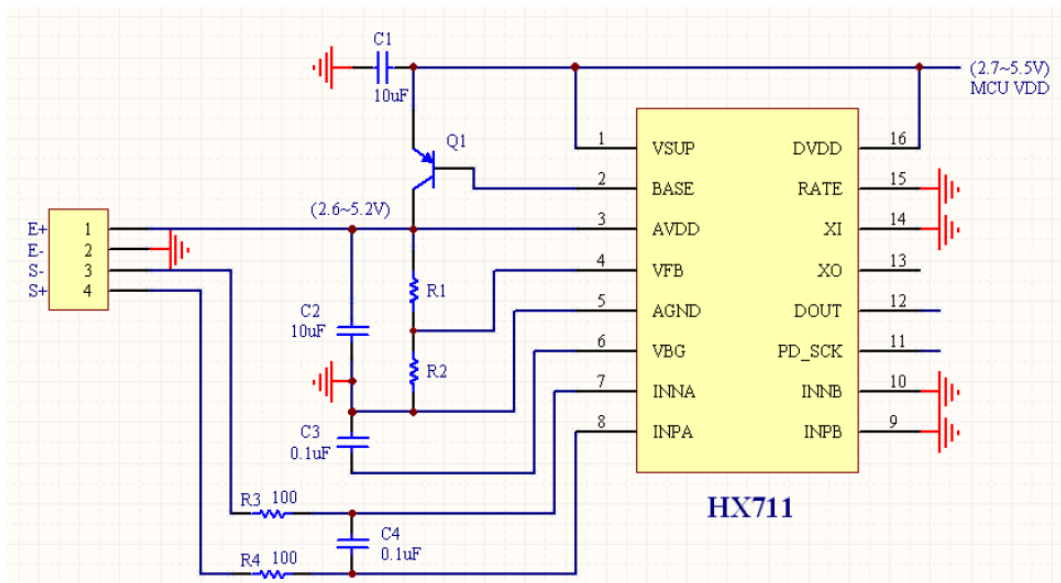 C1
10uF
(2.7~5.5V)
MCU VDD
Q1
1 VSUP DVDD 16
2 BASE RATE 15
(2.6~5.2V)
E+ 1
E- 2
S- 3
S+ 4
3 AVDD XI 14
4 VFB XO 13
R1
C2
10uF
5 AGND DOUT 12
6 VBG PD_SCK 11
R2
7 INNA INNB 10
8 INPA INPB 9
C3
0.1uF
R3 100
HX711
C4
0.1uF
R4 100